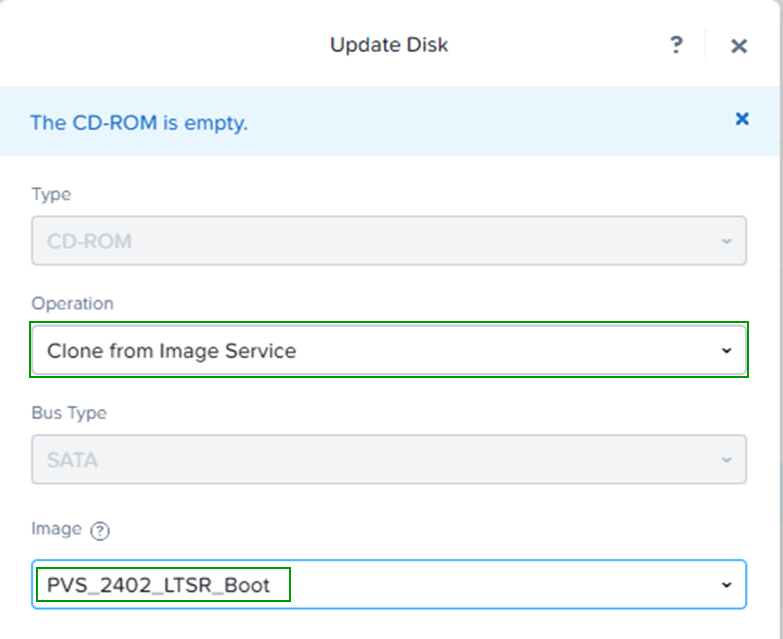 Update Disk
?
The CD-ROM is empty.
Type
CD-ROM
Operation
Clone from Image Service
Bus Type
SATA
Image ?
PVS_2402_LTSR_Boot